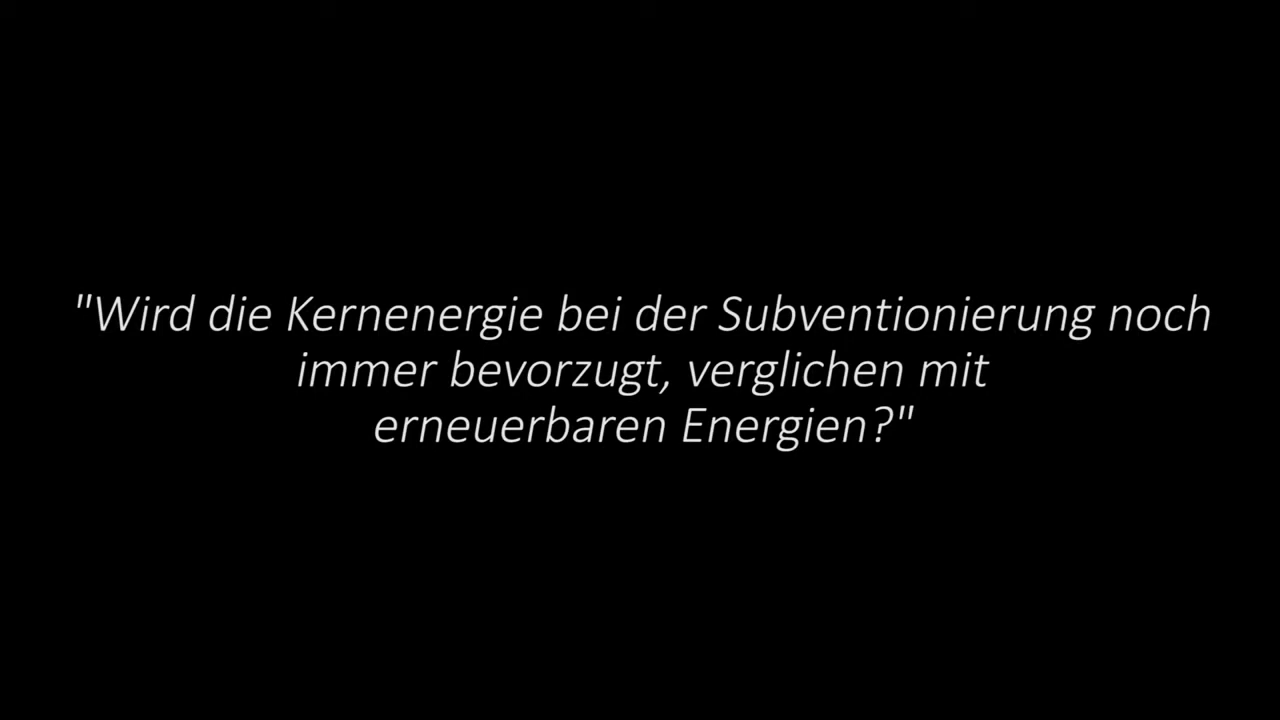 "Wird die Kernenergie bei der Subventionierung noch
immer bevorzugt, verglichen mit
erneuerbaren Energien?"